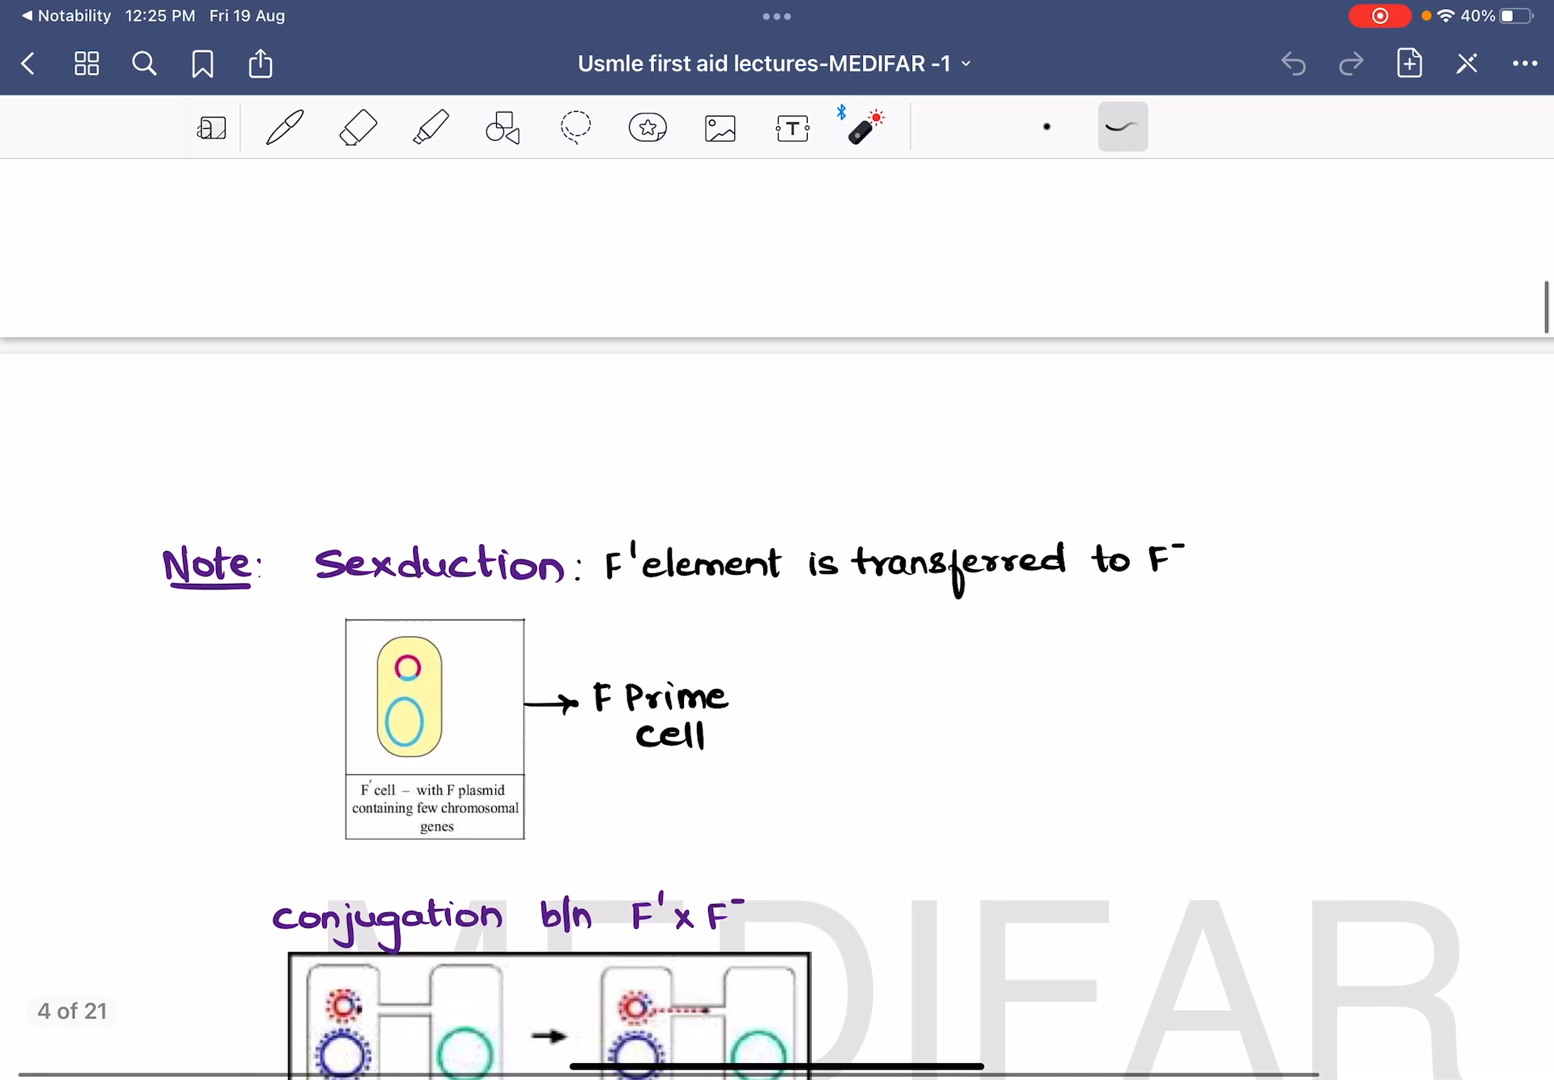 Notability 12:25 PM Fri 19 Aug
40%
Usmle first aid lectures-MEDIFAR -1
T
Note: Sexduction: F'element is transferred to F⁻
F Prime
cell
F' cell – with F plasmid
containing few chromosomal
genes
conjugation b/n F' x F⁻
MEDIFAR
4 of 21